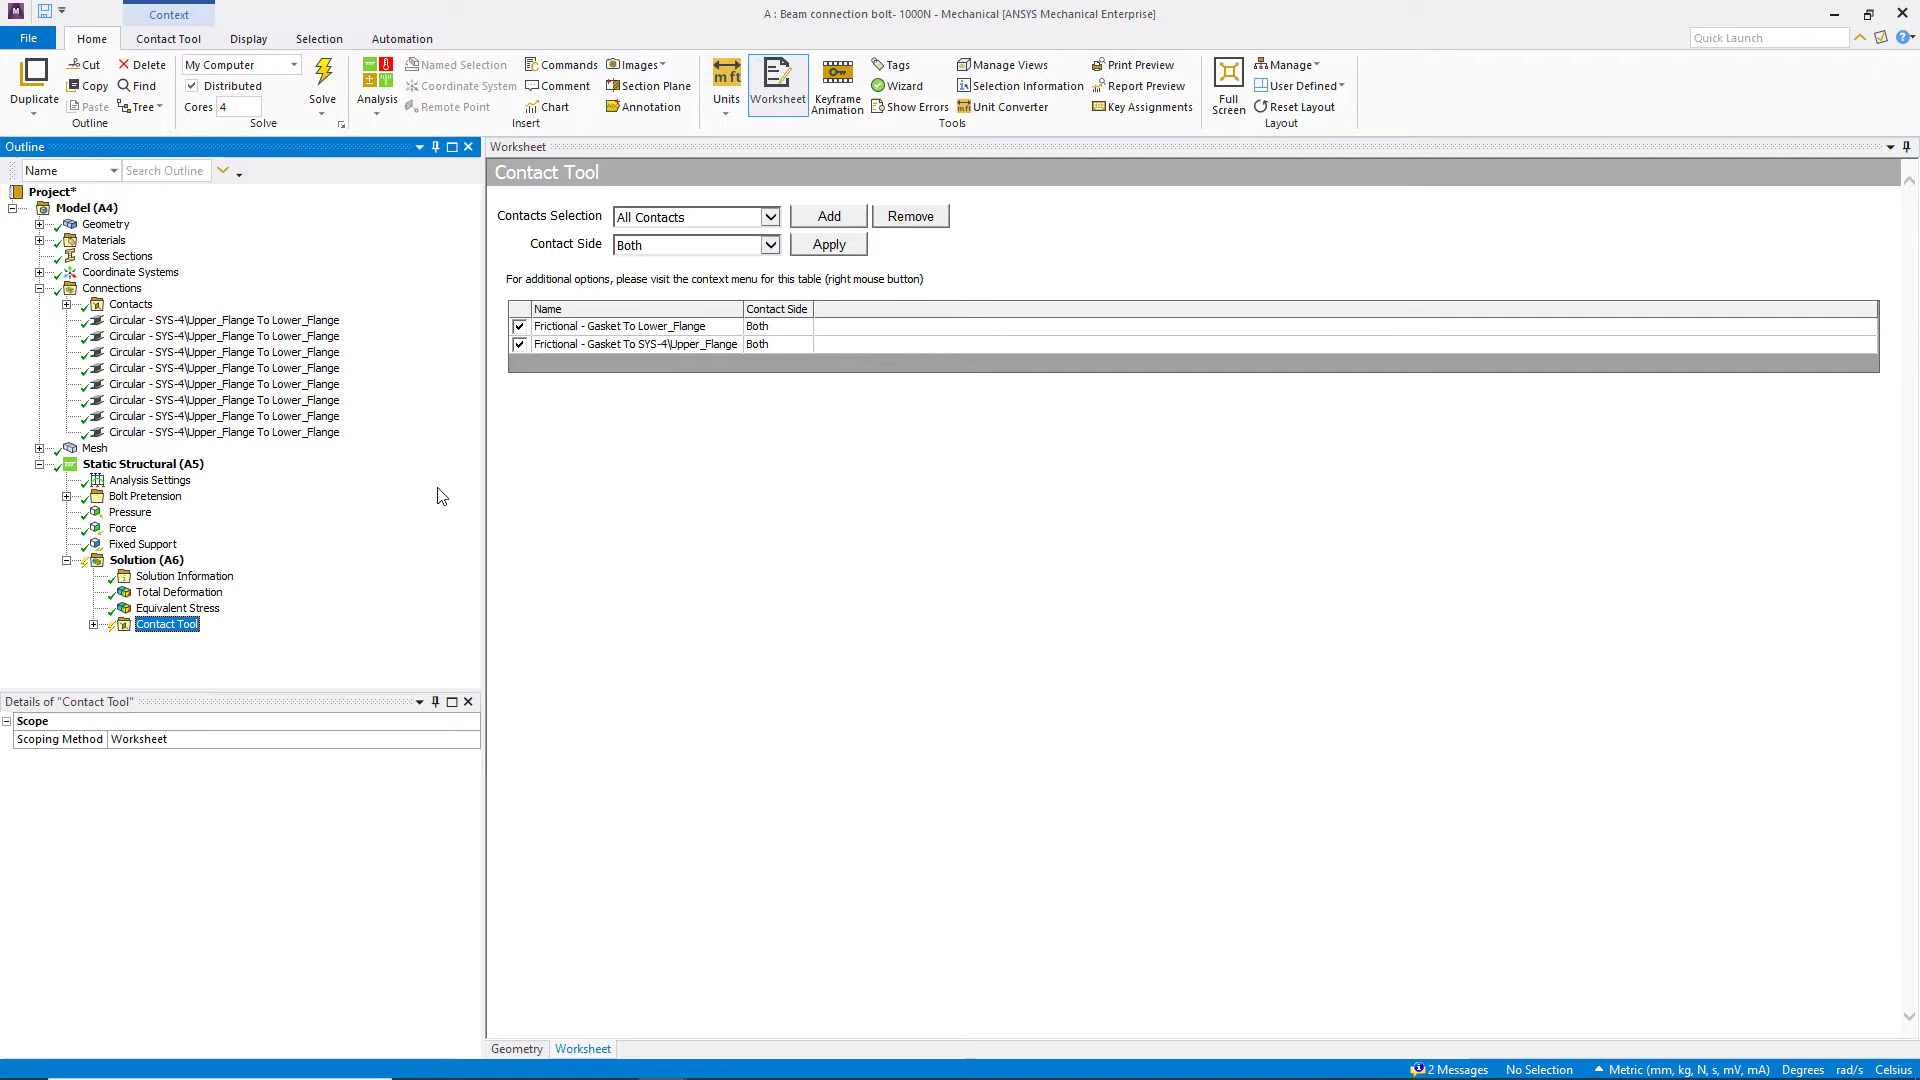 Context
A : Beam connection bolt- 1000N - Mechanical [ANSYS Mechanical Enterprise]
File
Home
Contact Tool
Display
Selection
Automation
Quick Launch
Duplicate
Cut
Copy
Paste
Delete
Find
Tree
Outline
My Computer
Distributed
Cores 4
Solve
Solve
Analysis
Named Selection
Coordinate System
Remote Point
Commands
Comment
Chart
Images
Section Plane
Annotation
Insert
Units
Worksheet
Keyframe
Animation
Tags
Wizard
Show Errors
Manage Views
Selection Information
Unit Converter
Print Preview
Report Preview
Key Assignments
Tools
Full
Screen
Manage
User Defined
Reset Layout
Layout
Outline
Name
Search Outline
Project*
Model (A4)
Geometry
Materials
Cross Sections
Coordinate Systems
Connections
Contacts
Circular - SYS-4\Upper_Flange To Lower_Flange
Circular - SYS-4\Upper_Flange To Lower_Flange
Circular - SYS-4\Upper_Flange To Lower_Flange
Circular - SYS-4\Upper_Flange To Lower_Flange
Circular - SYS-4\Upper_Flange To Lower_Flange
Circular - SYS-4\Upper_Flange To Lower_Flange
Circular - SYS-4\Upper_Flange To Lower_Flange
Circular - SYS-4\Upper_Flange To Lower_Flange
Mesh
Static Structural (A5)
Analysis Settings
Bolt Pretension
Pressure
Force
Fixed Support
Solution (A6)
Solution Information
Total Deformation
Equivalent Stress
Contact Tool
Details of "Contact Tool"
Scope
Scoping Method Worksheet
Worksheet
Contact Tool
Contacts Selection All Contacts Add Remove
Contact Side Both Apply
For additional options, please visit the context menu for this table (right mouse button)
Name Contact Side
Frictional - Gasket To Lower_Flange Both
Frictional - Gasket To SYS-4\Upper_Flange Both
Geometry Worksheet
2 Messages No Selection Metric (mm, kg, N, s, mV, mA) Degrees rad/s Celsius